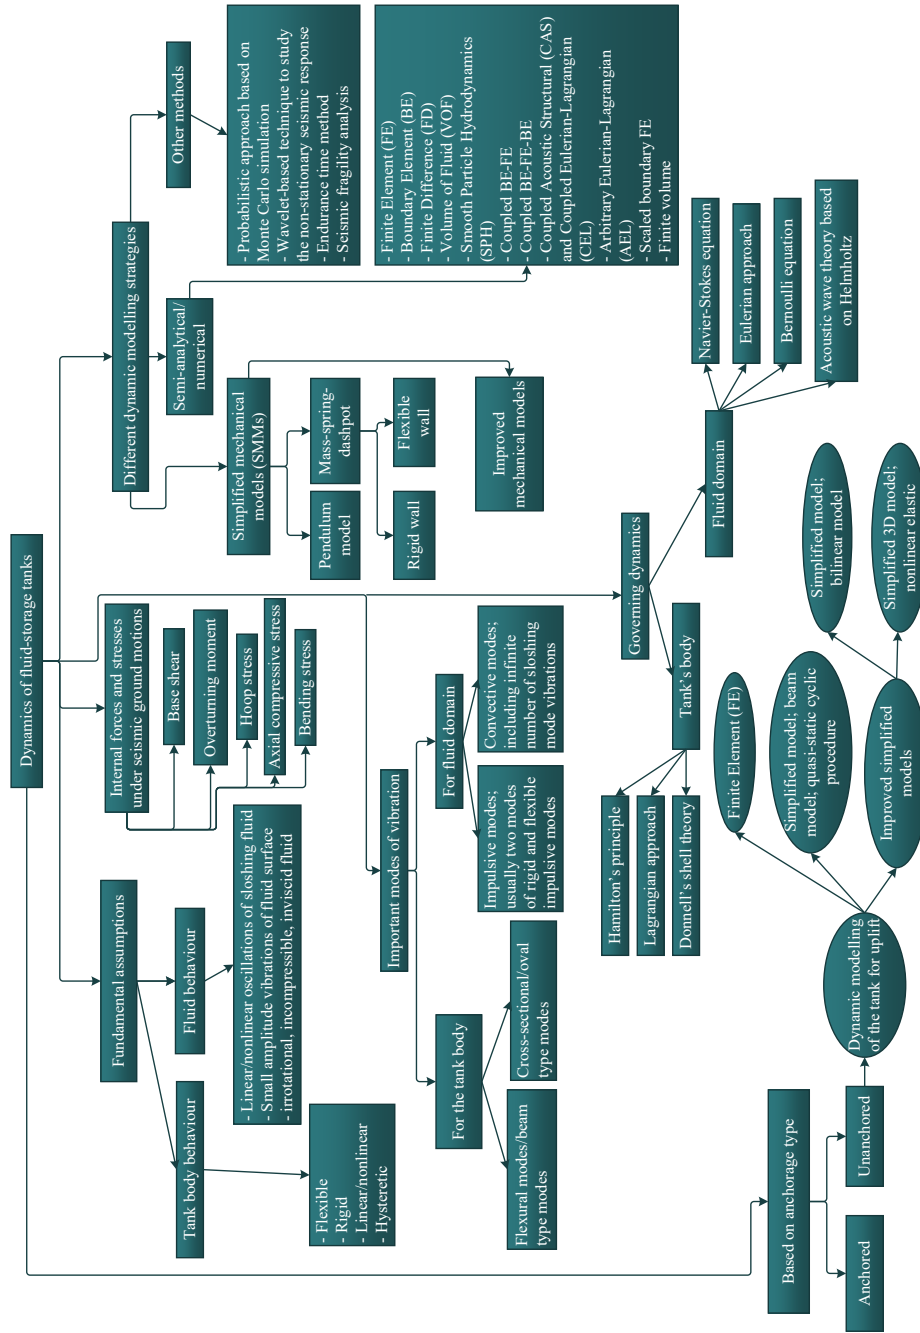 Dynamics of fluid-storage tanks
Fundamental assumptions
Tank body behaviour
- Flexible
- Rigid
- Linear/nonlinear
- Hysteretic
Fluid behaviour
- Linear/nonlinear oscillations of sloshing fluid
- Small amplitude vibrations of fluid surface
- irrotational, incompressible, inviscid fluid
Internal forces and stresses
under seismic ground motions
Base shear
Overturning moment
Hoop stress
Axial compressive stress
Bending stress
Different dynamic modelling strategies
Simplified mechanical
models (SMMs)
Pendulum
model
Mass-spring-
dashpot
Rigid wall
Flexible
wall
Improved
mechanical models
Semi-analytical/
numerical
- Finite Element (FE)
- Boundary Element (BE)
- Finite Difference (FD)
- Volume of Fluid (VOF)
- Smooth Particle Hydrodynamics
(SPH)
- Coupled BE-FE
- Coupled BE-FE-BE
- Coupled Acoustic Structural (CAS)
and Coupled Eulerian-Lagrangian
(CEL)
- Arbitrary Eulerian-Lagrangian
(AEL)
- Scaled boundary FE
- Finite volume
Other methods
- Probabilistic approach based on
Monte Carlo simulation
- Wavelet-based technique to study
the non-stationary seismic response
- Endurance time method
- Seismic fragility analysis
Important modes of vibration
For the tank body
Flexural modes/beam
type modes
Cross-sectional/oval
type modes
For fluid domain
Impulsive modes;
usually two modes
of rigid and flexible
impulsive modes
Convective modes;
including infinite
number of sloshing
mode vibrations
Governing dynamics
Tank's body
Hamilton's principle
Lagrangian approach
Donnell's shell theory
Fluid domain
Navier-Stokes equation
Eulerian approach
Bernoulli equation
Acoustic wave theory based
on Helmholtz
Based on anchorage type
Anchored
Unanchored
Dynamic modelling
of the tank for uplift
Finite Element (FE)
Simplified model; beam
model; quasi-static cyclic
procedure
Improved simplified
models
Simplified model;
bilinear model
Simplified 3D model;
nonlinear elastic